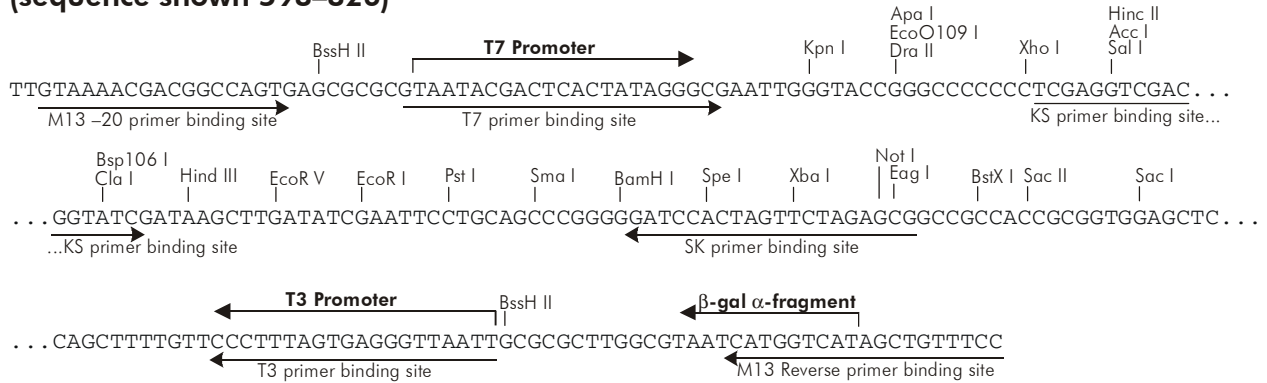 (sequence shown 598–826)
Apa I Hinc II
EcoO109 I Acc I
BssH II T7 Promoter Kpn I Dra II Xho I Sal I
TTGTAAAACGACGGCCAGTGAGCGCGCGTAATACGACTCACTATAGGGCGAATTGGGTACCGGGCCCCCCCTCGAGGTCGAC...
M13 –20 primer binding site T7 primer binding site KS primer binding site...
Bsp106 I Not I
Cla I Hind III EcoR V EcoR I Pst I Sma I BamH I Spe I Xba I Eag I BstX I Sac II Sac I
...GGTATCGATAAGCTTGATATCGAATTCCTGCAGCCCGGGGGATCCACTAGTTCTAGAGCGGCCGCCACCGCGGTGGAGCTC...
...KS primer binding site SK primer binding site
T3 Promoter BssH II β-gal α-fragment
...CAGCTTTTGTTCCCTTTAGTGAGGGTTAATTGCGCGCTTGGCGTAATCATGGTCATAGCTGTTTCC
T3 primer binding site M13 Reverse primer binding site